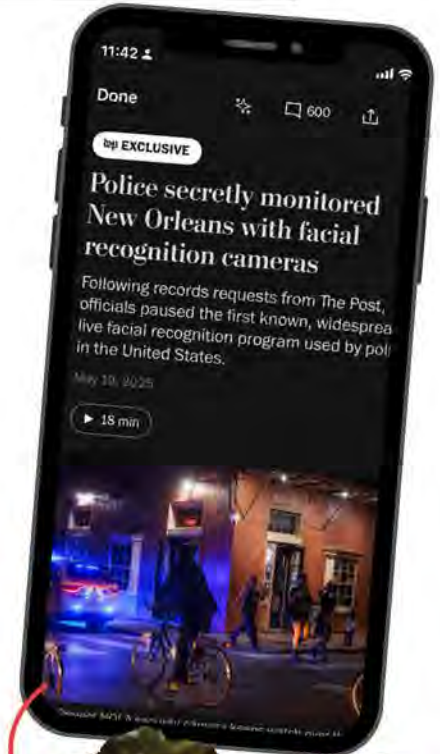 11:42
Done
600
wp EXCLUSIVE
Police secretly monitored
New Orleans with facial
recognition cameras
Following records requests from The Post,
officials paused the first known, widesprea
live facial recognition program used by pol
in the United States.
May 19, 2025
18 min